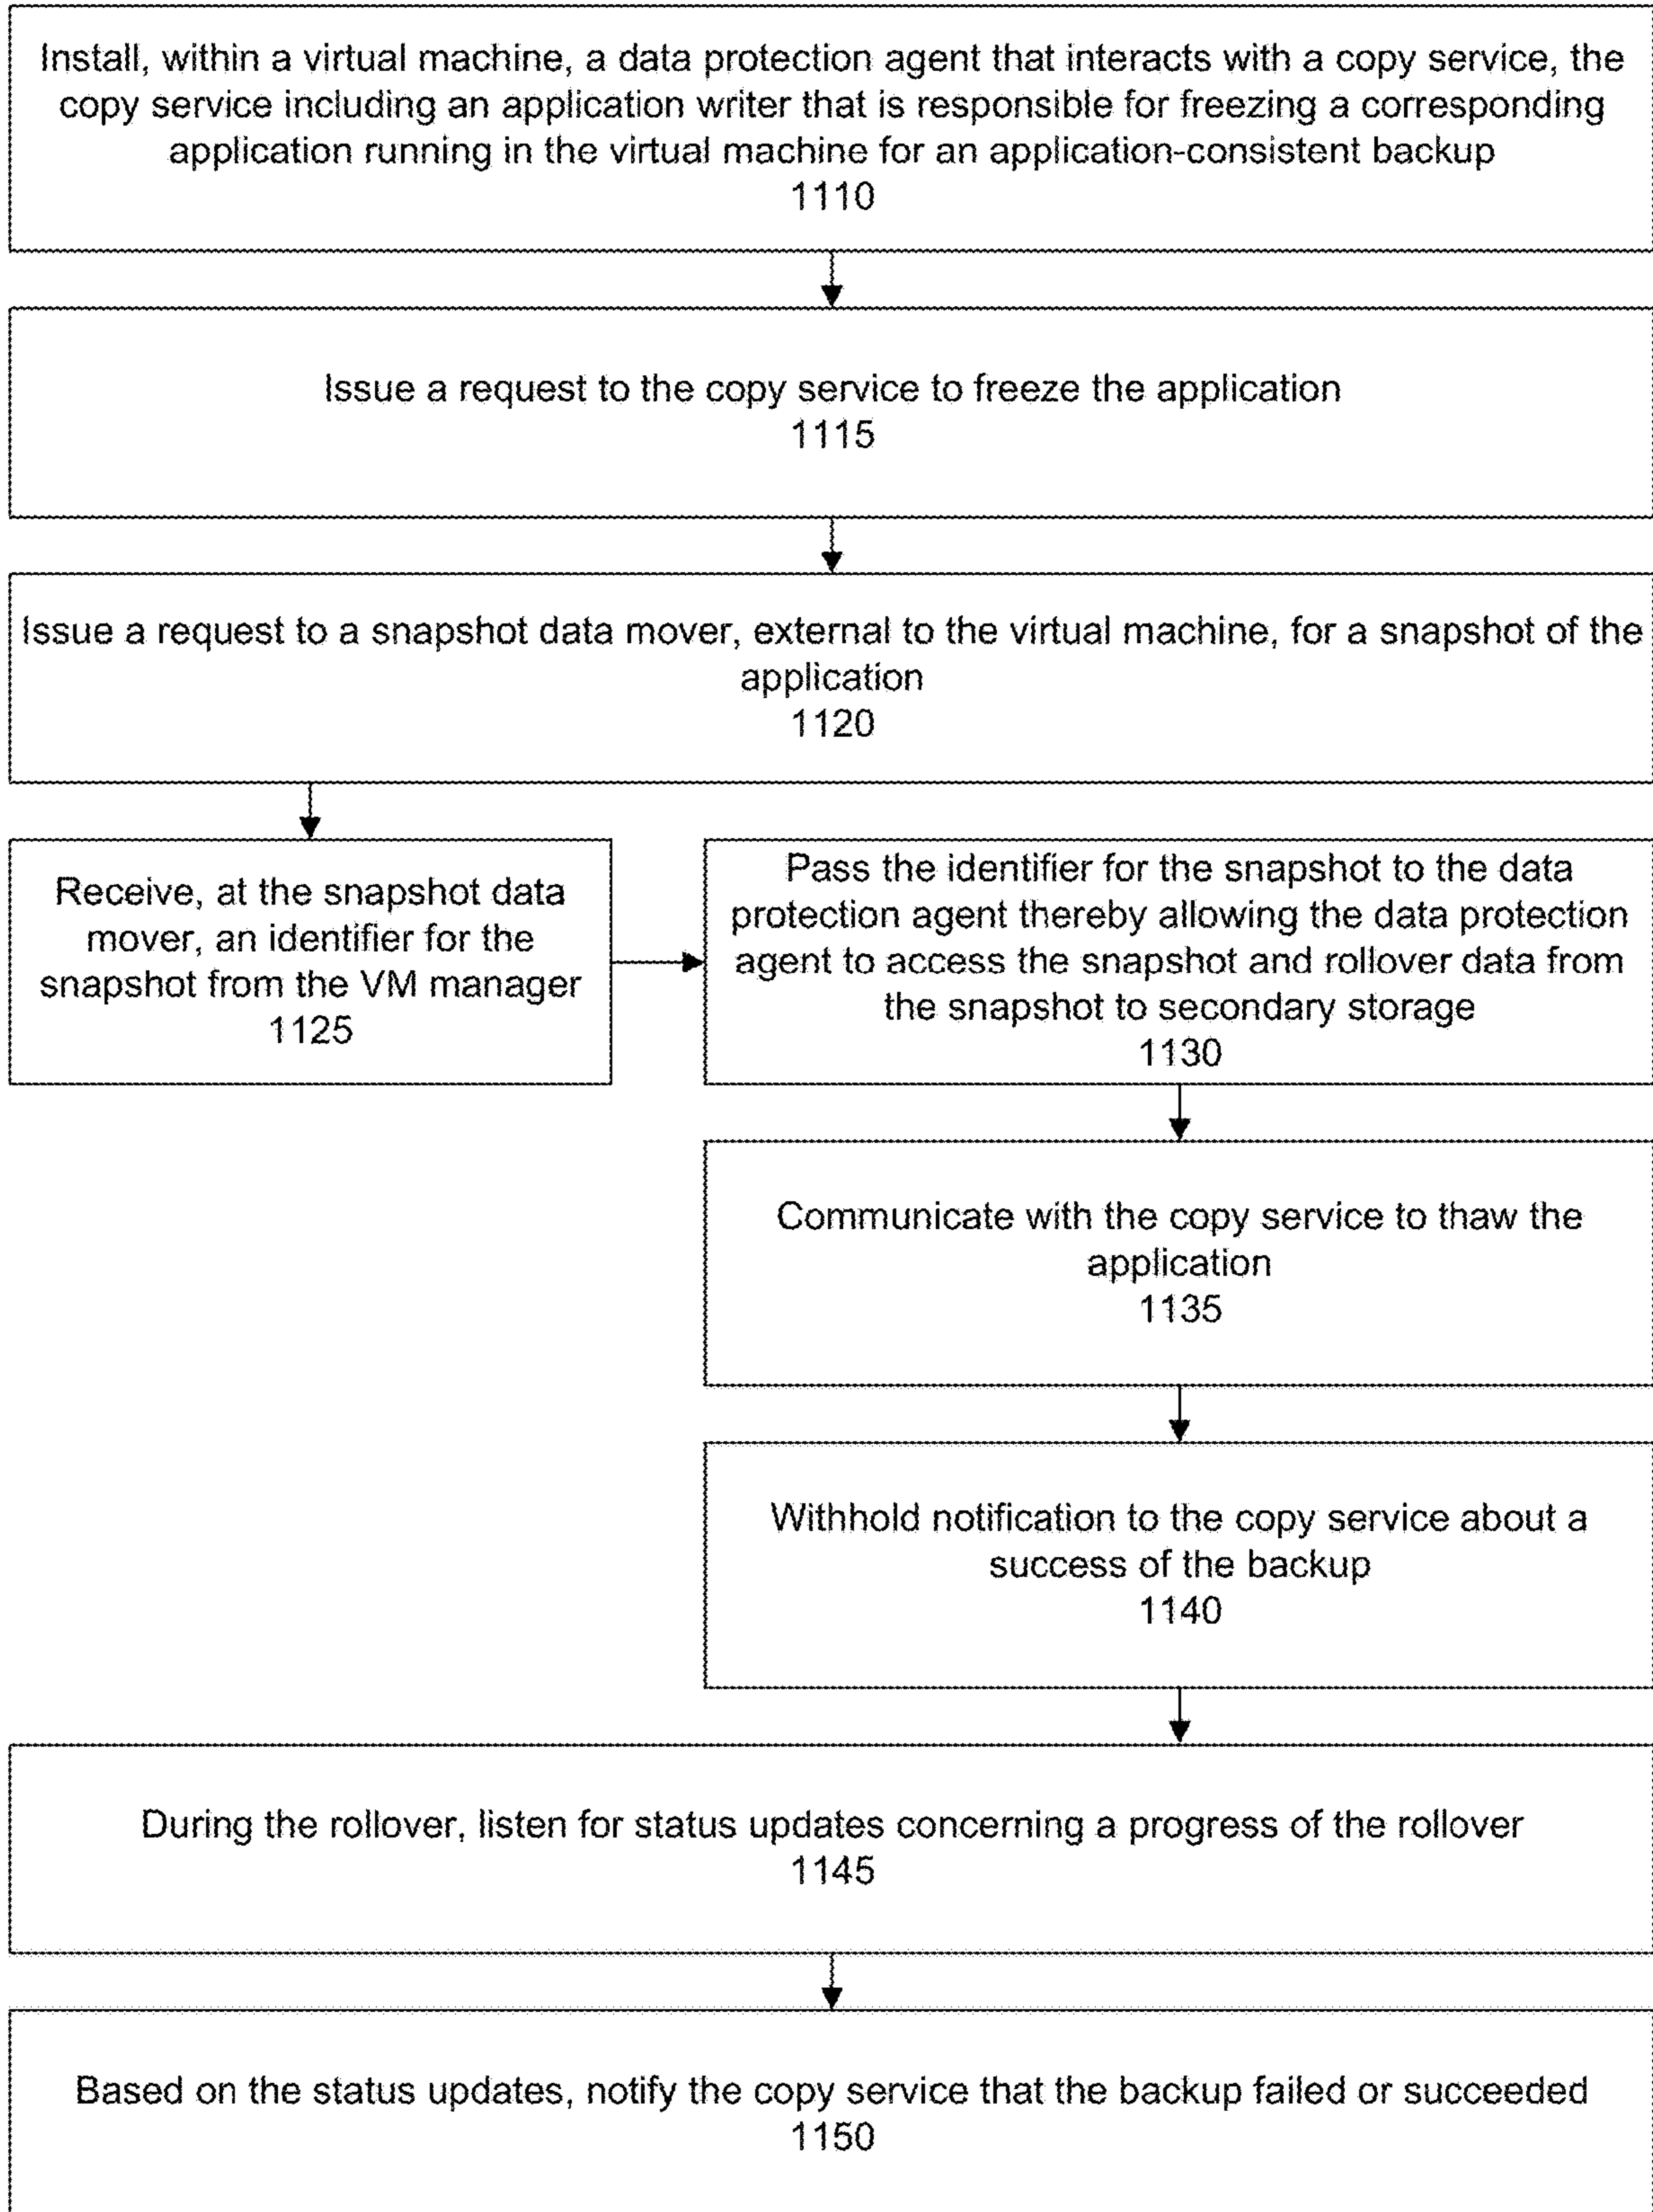 Install, within a virtual machine, a data protection agent that interacts with a copy service, the
copy service including an application writer that is responsible for freezing a corresponding
application running in the virtual machine for an application-consistent backup
1110
Issue a request to the copy service to freeze the application
1115
Issue a request to a snapshot data mover, external to the virtual machine, for a snapshot of the
application
1120
Receive, at the snapshot data
mover, an identifier for the
snapshot from the VM manager
1125
Pass the identifier for the snapshot to the data
protection agent thereby allowing the data protection
agent to access the snapshot and rollover data from
the snapshot to secondary storage
1130
Communicate with the copy service to thaw the
application
1135
Withhold notification to the copy service about a
success of the backup
1140
During the rollover, listen for status updates concerning a progress of the rollover
1145
Based on the status updates, notify the copy service that the backup failed or succeeded
1150